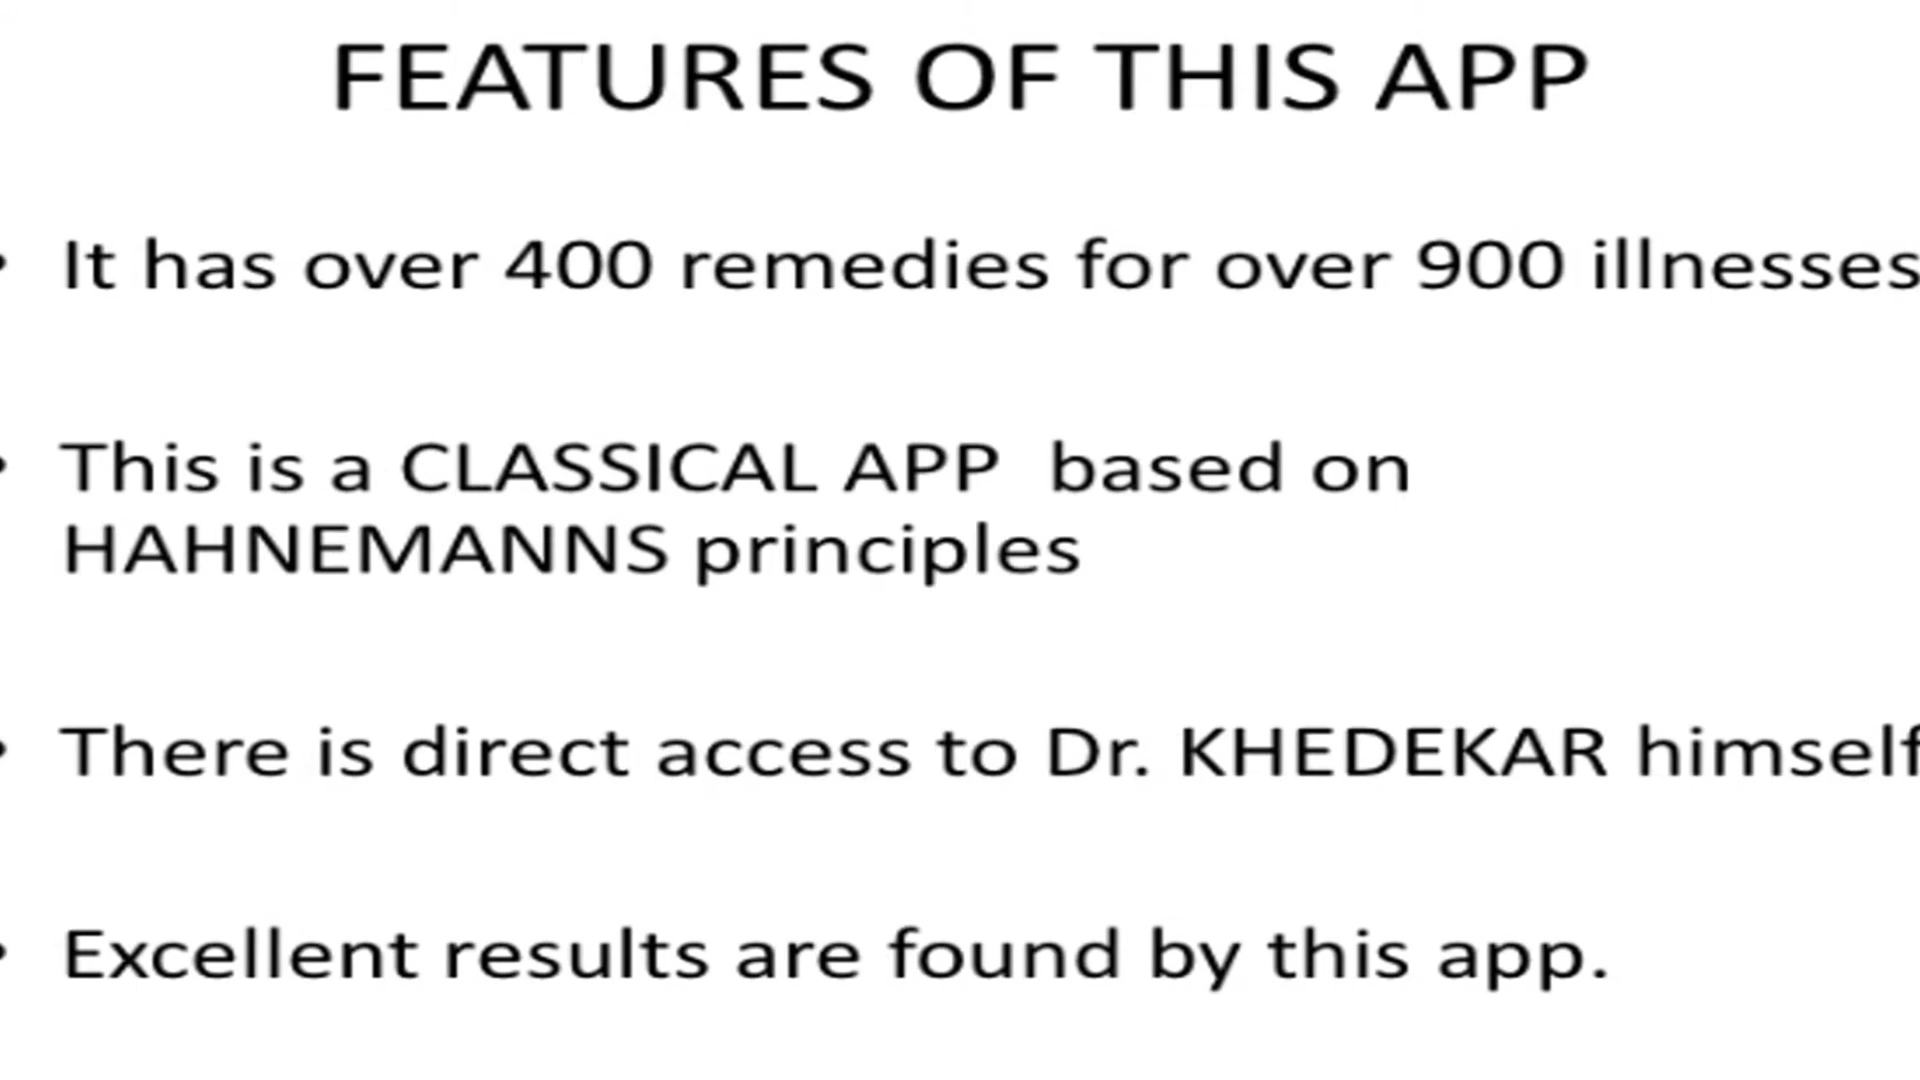 FEATURES OF THIS APP
• It has over 400 remedies for over 900 illnesses
• This is a CLASSICAL APP  based on
HAHNEMANNS principles
• There is direct access to Dr. KHEDEKAR himself
• Excellent results are found by this app.